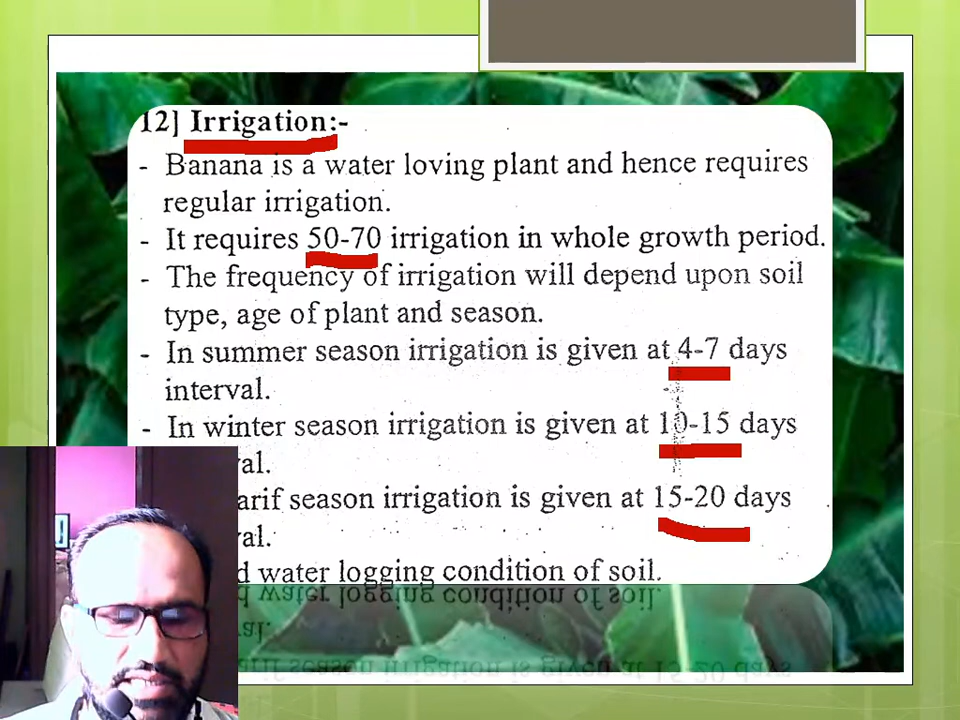 12] Irrigation:-
- Banana is a water loving plant and hence requires
regular irrigation.
- It requires 50-70 irrigation in whole growth period.
- The frequency of irrigation will depend upon soil
type, age of plant and season.
- In summer season irrigation is given at 4-7 days
interval.
- In winter season irrigation is given at 10-15 days
val.
arif season irrigation is given at 15-20 days
val.
d water logging condition of soil.